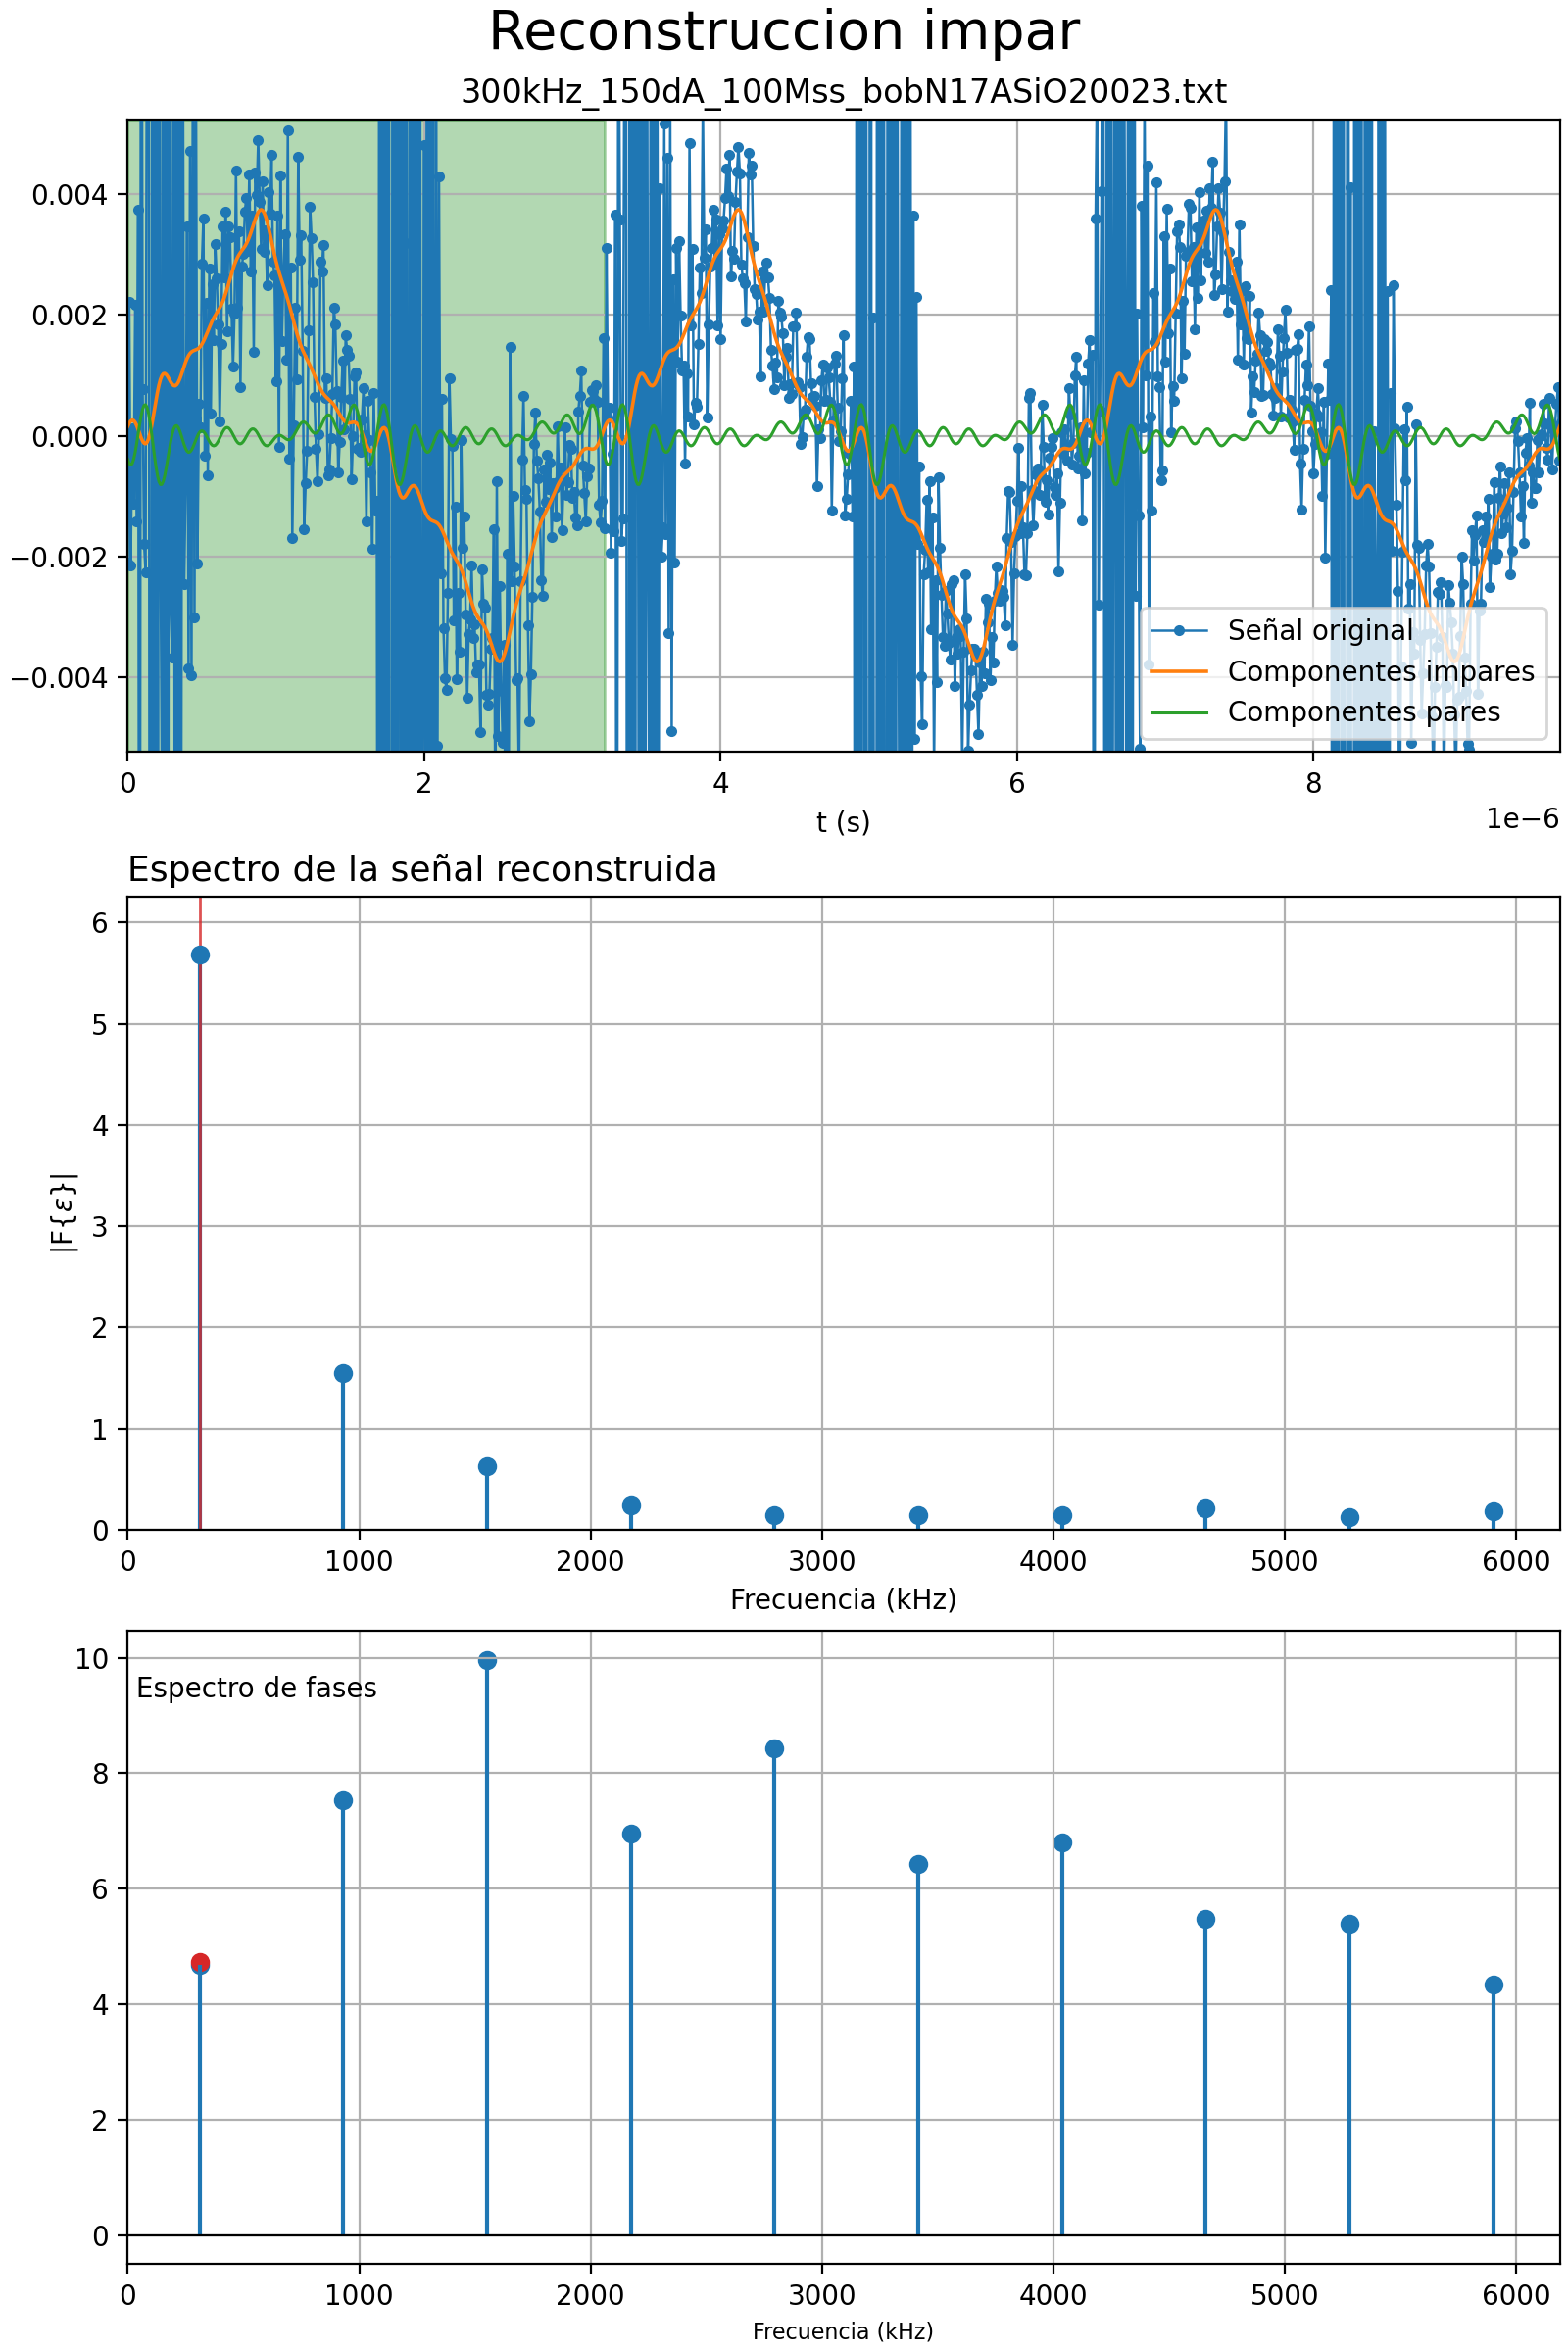 Reconstruccion impar
300kHz_150dA_100Mss_bobN17ASiO20023.txt
0.004
0.002
0.000
−0.002
−0.004
Señal original
Componentes impares
Componentes pares
0 2 4 6 8
1e−6
t (s)
Espectro de la señal reconstruida
6
5
4
3
2
1
0
|F{ε}|
0 1000 2000 3000 4000 5000 6000
Frecuencia (kHz)
10
8
6
4
2
0
Espectro de fases
0 1000 2000 3000 4000 5000 6000
Frecuencia (kHz)